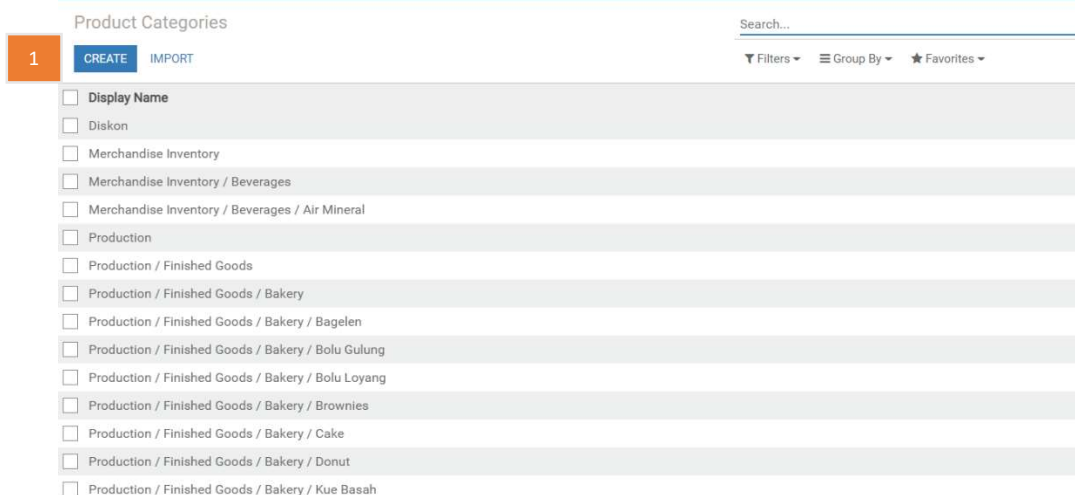 Product Categories
Search...
1
CREATE IMPORT
Filters Group By Favorites
Display Name
Diskon
Merchandise Inventory
Merchandise Inventory / Beverages
Merchandise Inventory / Beverages / Air Mineral
Production
Production / Finished Goods
Production / Finished Goods / Bakery
Production / Finished Goods / Bakery / Bagelen
Production / Finished Goods / Bakery / Bolu Gulung
Production / Finished Goods / Bakery / Bolu Loyang
Production / Finished Goods / Bakery / Brownies
Production / Finished Goods / Bakery / Cake
Production / Finished Goods / Bakery / Donut
Production / Finished Goods / Bakery / Kue Basah